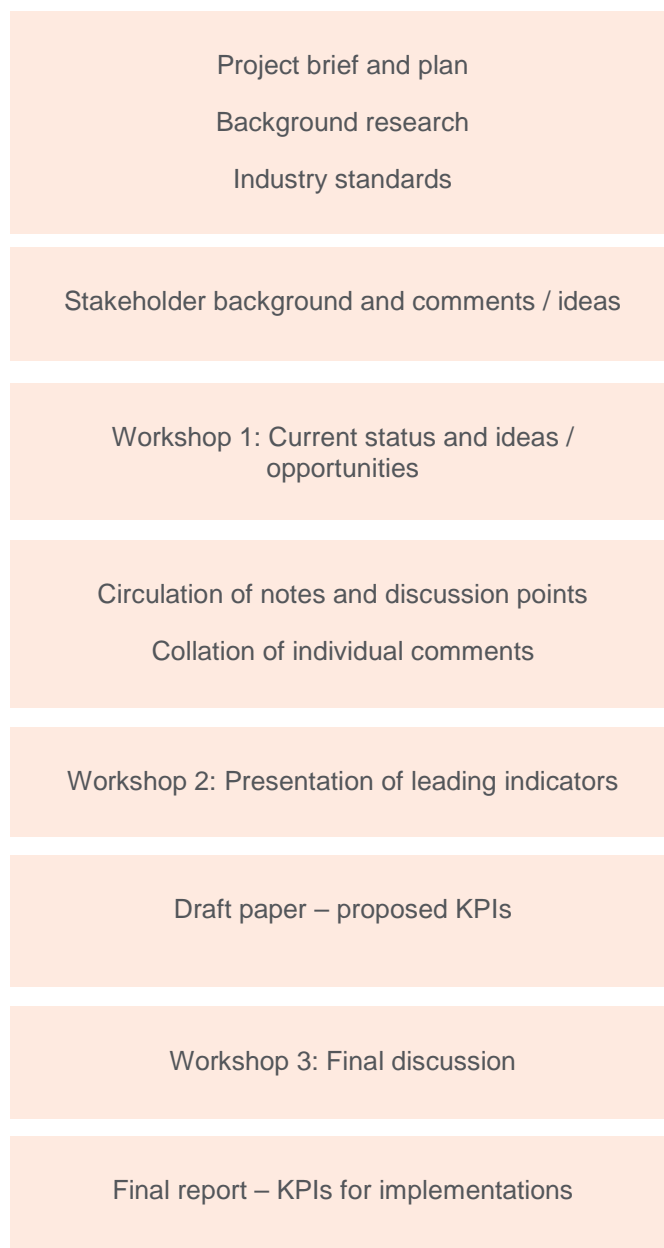 Project brief and plan
Background research
Industry standards
Stakeholder background and comments / ideas
Workshop 1: Current status and ideas /
opportunities
Circulation of notes and discussion points
Collation of individual comments
Workshop 2: Presentation of leading indicators
Draft paper – proposed KPIs
Workshop 3: Final discussion
Final report – KPIs for implementations